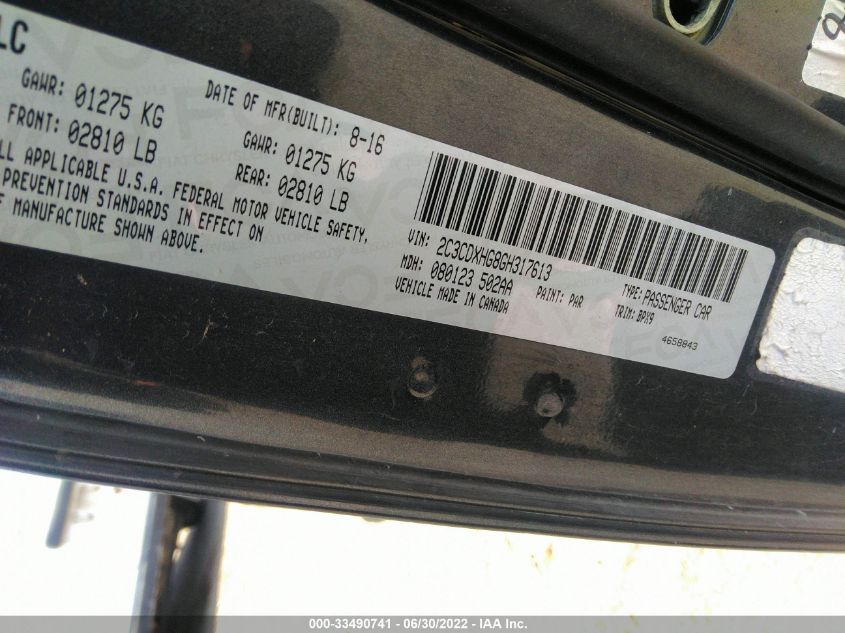 LC
GAWR: 01275 KG
FRONT: 02810 LB
DATE OF MFR(BUILT): 8-16
GAWR: 01275 KG
REAR: 02810 LB
LL APPLICABLE U.S.A. FEDERAL MOTOR VEHICLE SAFETY,
PREVENTION STANDARDS IN EFFECT ON
F MANUFACTURE SHOWN ABOVE.
VIN: 2C3CDXHG8GH317613
MDH: 080123 502AA
VEHICLE MADE IN CANADA
PAINT: PAR
TYPE: PASSENGER CAR
TRIM: BPX9
4658843
000-33490741 - 06/30/2022 - IAA Inc.